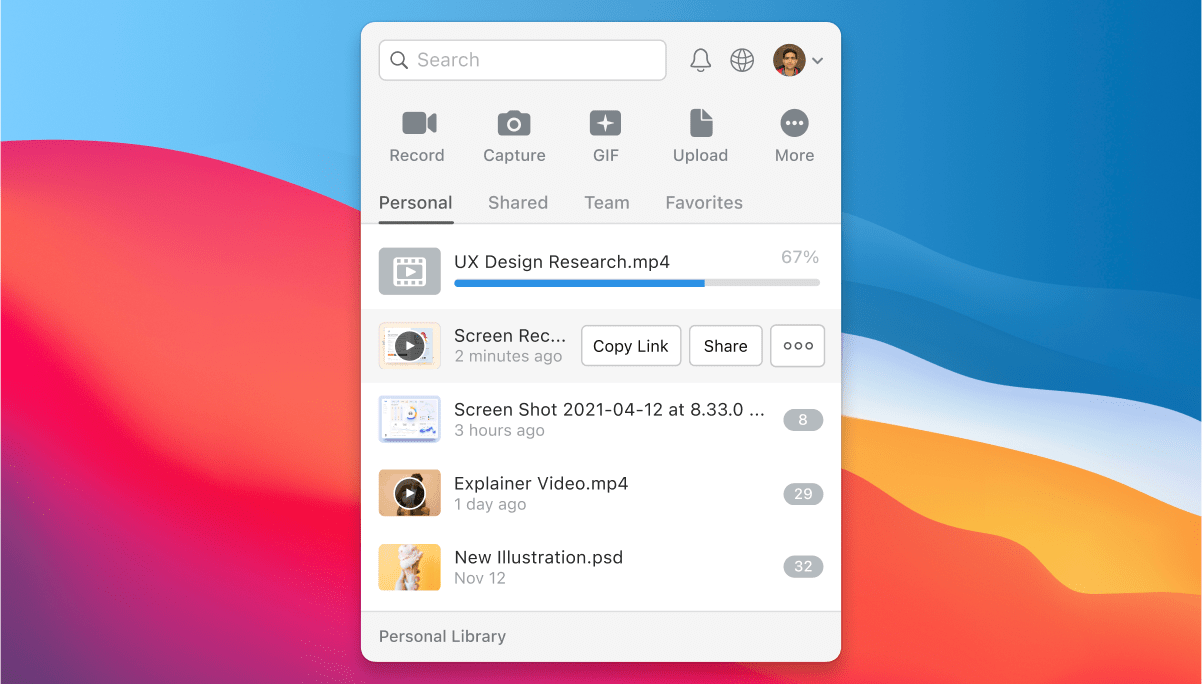 Search
Record Capture GIF Upload More
Personal Shared Team Favorites
UX Design Research.mp4 67%
Screen Rec... Copy Link Share
2 minutes ago
Screen Shot 2021-04-12 at 8.33.0 ... 8
3 hours ago
Explainer Video.mp4 29
1 day ago
New Illustration.psd 32
Nov 12
Personal Library